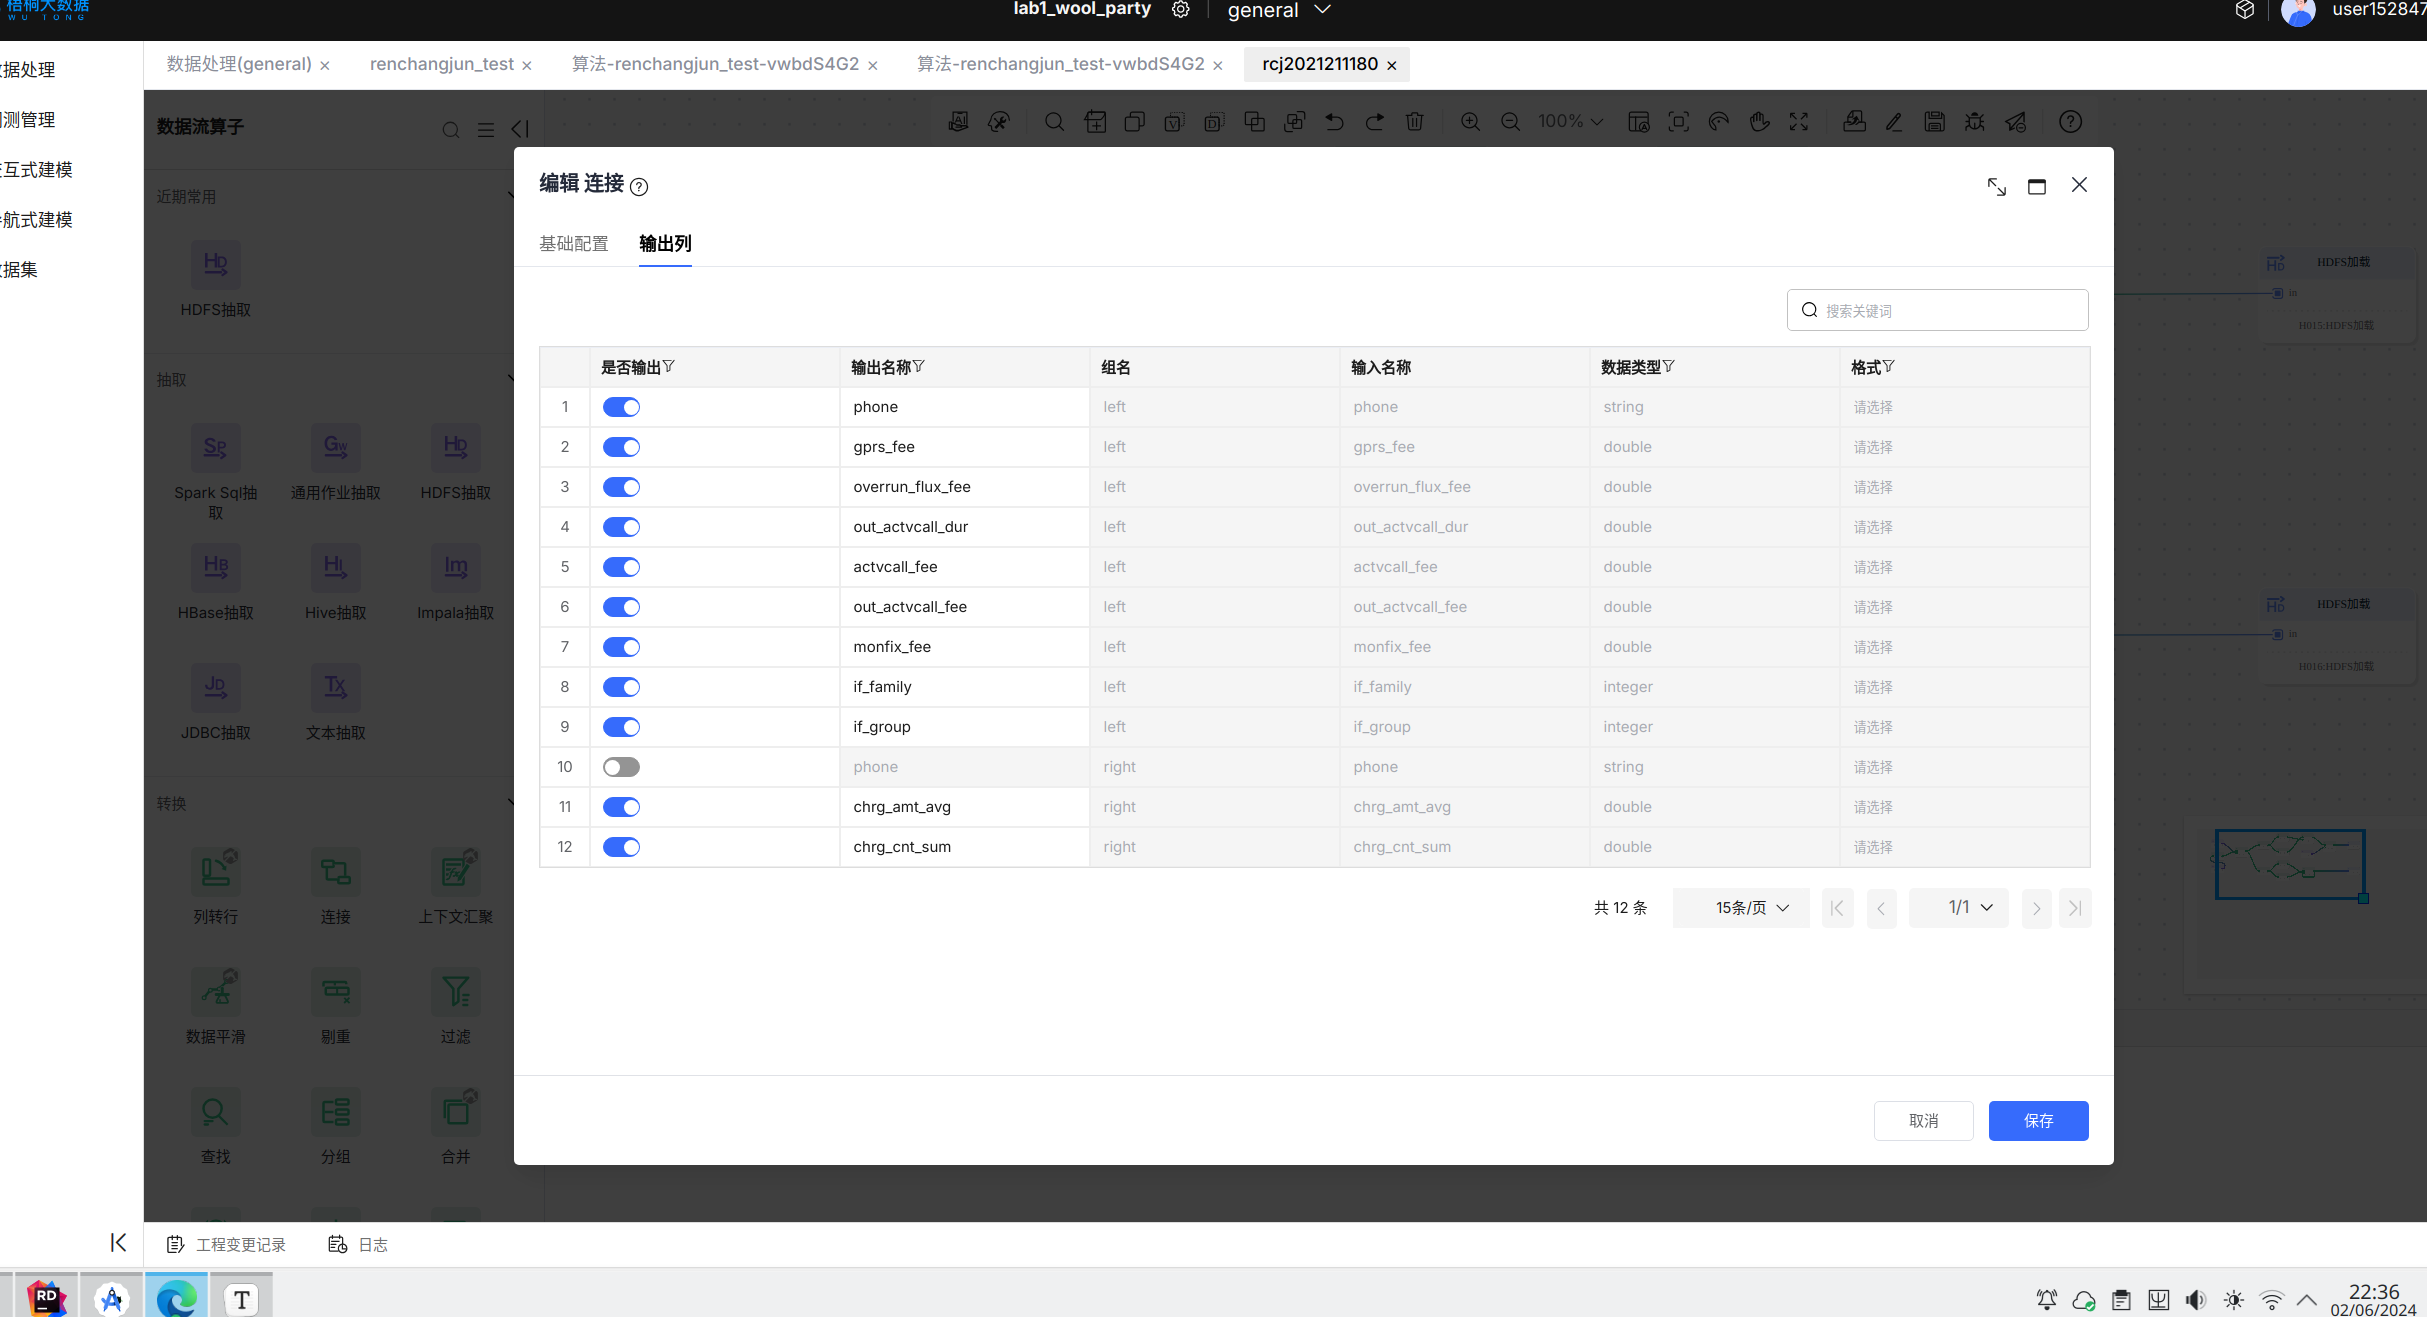 梧桐大数据
WU TONG
lab1_wool_party
general
user152847
据处理
测管理
互式建模
航式建模
据集
数据处理(general) ×
renchangjun_test ×
算法-renchangjun_test-vwbdS4G2 ×
算法-renchangjun_test-vwbdS4G2 ×
rcj2021211180 ×
数据流算子
100%
近期常用
HDFS抽取
抽取
Spark Sql抽取
通用作业抽取
HDFS抽取
HBase抽取
Hive抽取
Impala抽取
JDBC抽取
文本抽取
转换
列转行
连接
上下文汇聚
数据平滑
剔重
过滤
查找
分组
合并
编辑 连接
基础配置
输出列
搜索关键词
是否输出 输出名称 组名 输入名称 数据类型 格式
1 phone left phone string 请选择
2 gprs_fee left gprs_fee double 请选择
3 overrun_flux_fee left overrun_flux_fee double 请选择
4 out_actvcall_dur left out_actvcall_dur double 请选择
5 actvcall_fee left actvcall_fee double 请选择
6 out_actvcall_fee left out_actvcall_fee double 请选择
7 monfix_fee left monfix_fee double 请选择
8 if_family left if_family integer 请选择
9 if_group left if_group integer 请选择
10 phone right phone string 请选择
11 chrg_amt_avg right chrg_amt_avg double 请选择
12 chrg_cnt_sum right chrg_cnt_sum double 请选择
共 12 条
15条/页
1/1
取消
保存
HDFS加载
in
H015:HDFS加载
HDFS加载
in
H016:HDFS加载
工程变更记录
日志
22:36
02/06/2024